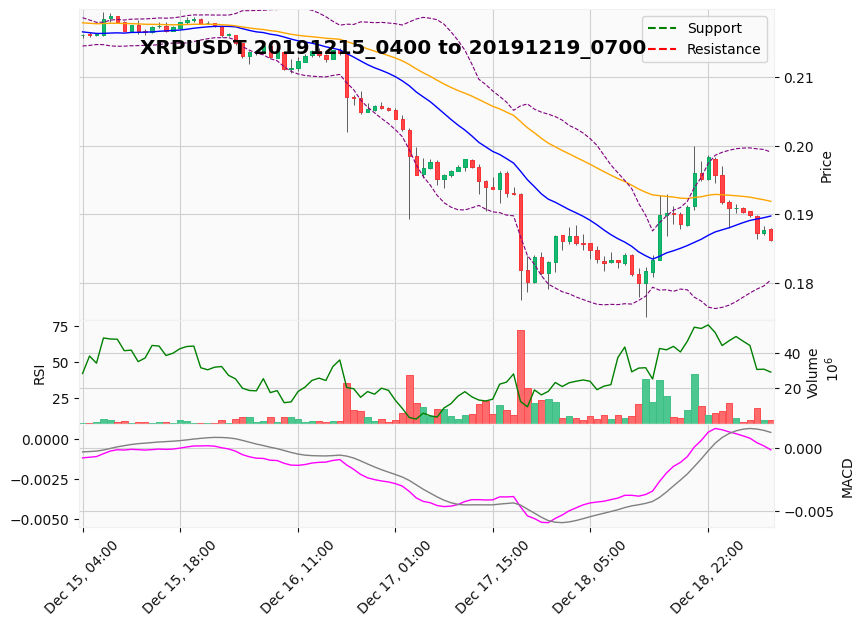 XRPUSDT 20191215_0400 to 20191219_0700
Support
Resistance
0.21
0.20
0.19
0.18
Price
75
50
25
RSI
40
20
Volume
10^6
0.0000
−0.0025
−0.0050
0.000
−0.005
MACD
Dec 15, 04:00
Dec 15, 18:00
Dec 16, 11:00
Dec 17, 01:00
Dec 17, 15:00
Dec 18, 05:00
Dec 18, 22:00